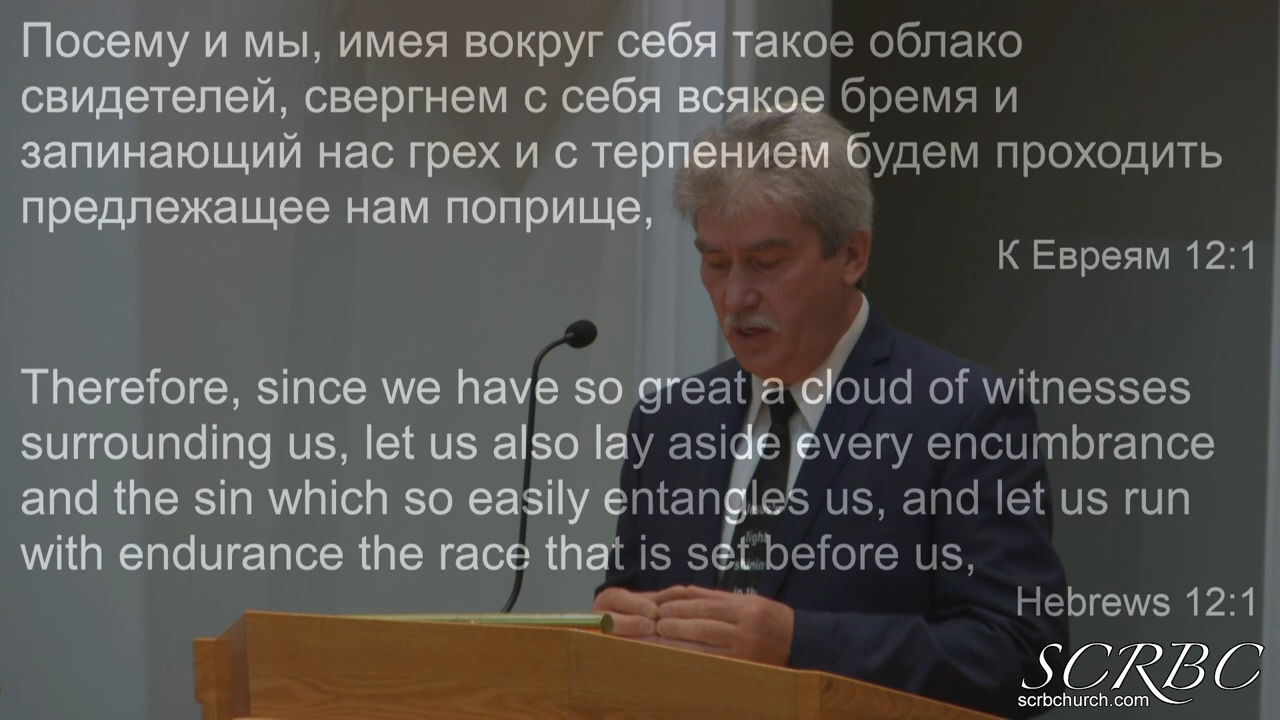 Посему и мы, имея вокруг себя такое облако
свидетелей, свергнем с себя всякое бремя и
запинающий нас грех и с терпением будем проходить
предлежащее нам поприще,
К Евреям 12:1
Therefore, since we have so great a cloud of witnesses
surrounding us, let us also lay aside every encumbrance
and the sin which so easily entangles us, and let us run
with endurance the race that is set before us,
Hebrews 12:1
light
SCRBC
scrbchurch.com